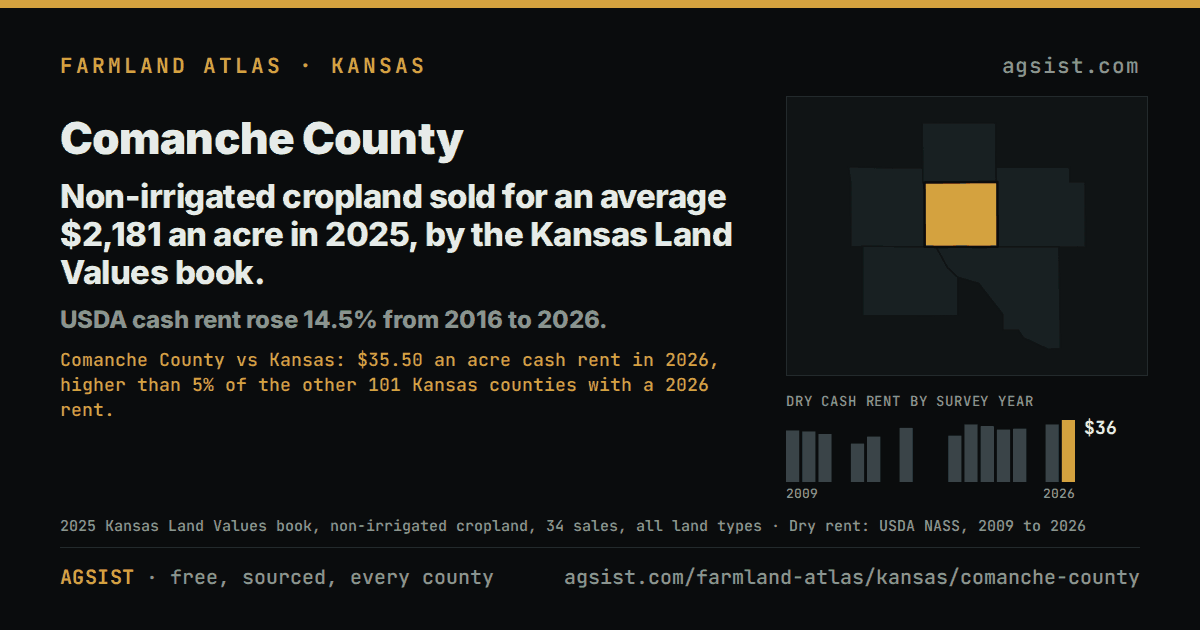 FARMLAND ATLAS · KANSAS
agsist.com
Comanche County
Non-irrigated cropland sold for an average
$2,181 an acre in 2025, by the Kansas Land
Values book.
USDA cash rent rose 14.5% from 2016 to 2026.
Comanche County vs Kansas: $35.50 an acre cash rent in 2026,
higher than 5% of the other 101 Kansas counties with a 2026
rent.
DRY CASH RENT BY SURVEY YEAR
$36
2009
2026
2025 Kansas Land Values book, non-irrigated cropland, 34 sales, all land types · Dry rent: USDA NASS, 2009 to 2026
AGSIST · free, sourced, every county
agsist.com/farmland-atlas/kansas/comanche-county